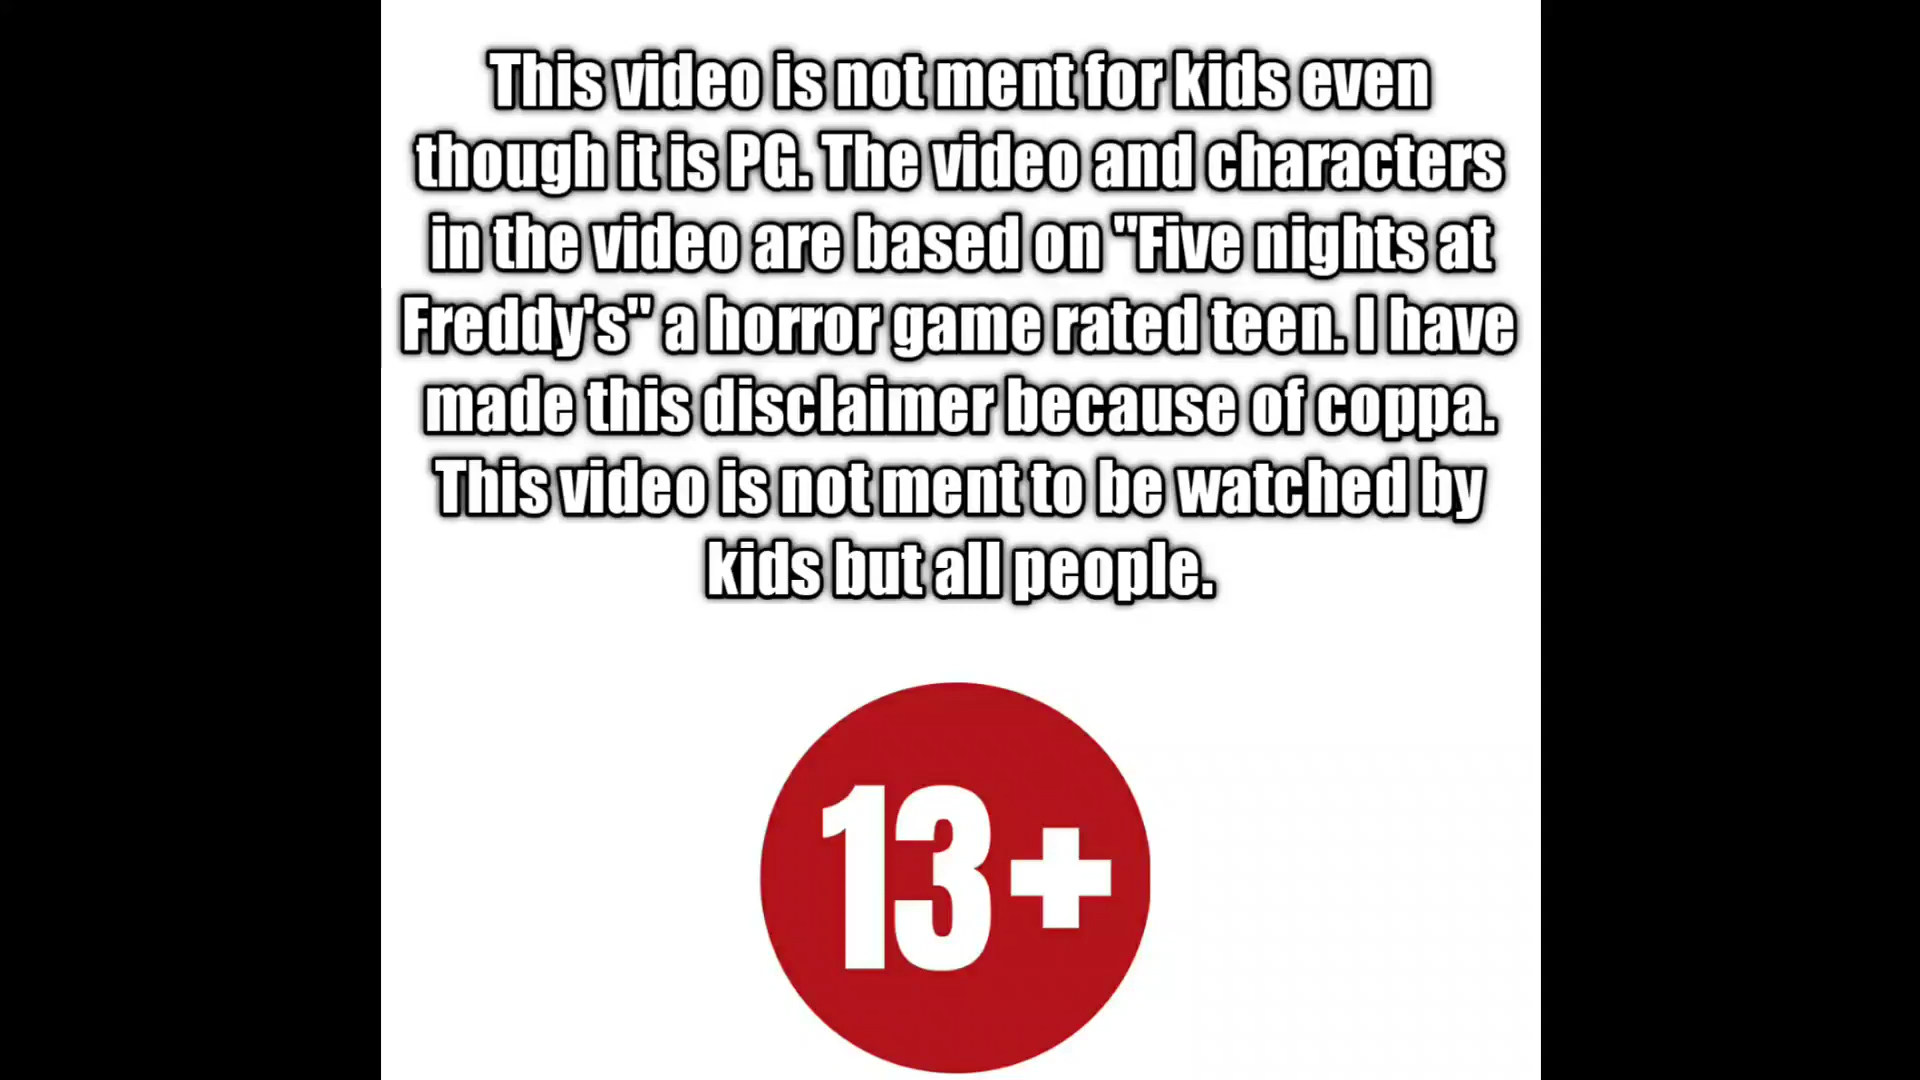 This video is not ment for kids even
though it is PG. The video and characters
in the video are based on "Five nights at
Freddy's" a horror game rated teen. I have
made this disclaimer because of coppa.
This video is not ment to be watched by
kids but all people.
13+